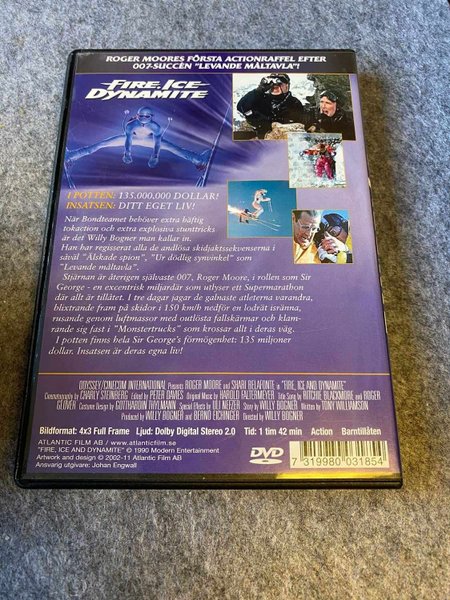 ROGER MOORES FÖRSTA ACTIONRAFFEL EFTER
007-SUCCÉN "LEVANDE MÅLTAVLA"!
FIRE, ICE
DYNAMITE
I POTTEN: 135.000.000 DOLLAR!
INSATSEN: DITT EGET LIV!
När Bondteamet behöver extra häftig
tokaction och extra explosiva stunttricks
är det Willy Bogner man kallar in.
Han har regisserat alla de andlösa skidjaktssekvenserna i
såväl "Älskade spion", "Ur dödlig synvinkel" som
"Levande måltavla".
Stjärnan är återigen självaste 007, Roger Moore, i rollen som Sir
George - en excentrisk miljardär som utlyser ett Supermarathon
där allt är tillåtet. I tre dagar jagar de galnaste atleterna varandra,
blixtrande fram på skidor i 150 km/h nedför en lodrät isränna,
rusande genom luftmassor med outlösta fallskärmar och klam-
rande sig fast i "Monstertrucks" som krossar allt i deras väg.
I potten finns hela Sir George's förmögenhet: 135 miljoner
dollar. Insatsen är deras egna liv!
ODYSSEY/CINECOM INTERNATIONAL Presents ROGER MOORE and SHARI BELAFONTE in "FIRE, ICE AND DYNAMITE"
Cinematography by CHARLY STEINBERG Edited by PETER DAVIES Original Music by HAROLD FALTERMEYER Title Song by RITCHIE BLACKMORE and ROGER
GLOVER Costume Design by GOTTHARDUN THYLMANN Special Effects by ULI NEFZER Story by WILLY BOGNER Written by TONY WILLIAMSON
Produced by WILLY BOGNER and BERND EICHINGER Directed by WILLY BOGNER
Bildformat: 4x3 Full Frame Ljud: Dolby Digital Stereo 2.0 Tid: 1 tim 42 min Action Barntillåten
ATLANTIC FILM AB / www.atlanticfilm.se
"FIRE, ICE AND DYNAMITE" © 1990 Modern Entertainment
Artwork and design © 2002-11 Atlantic Film AB
Ansvarig utgivare: Johan Engwall
DVD
7 319980 031854